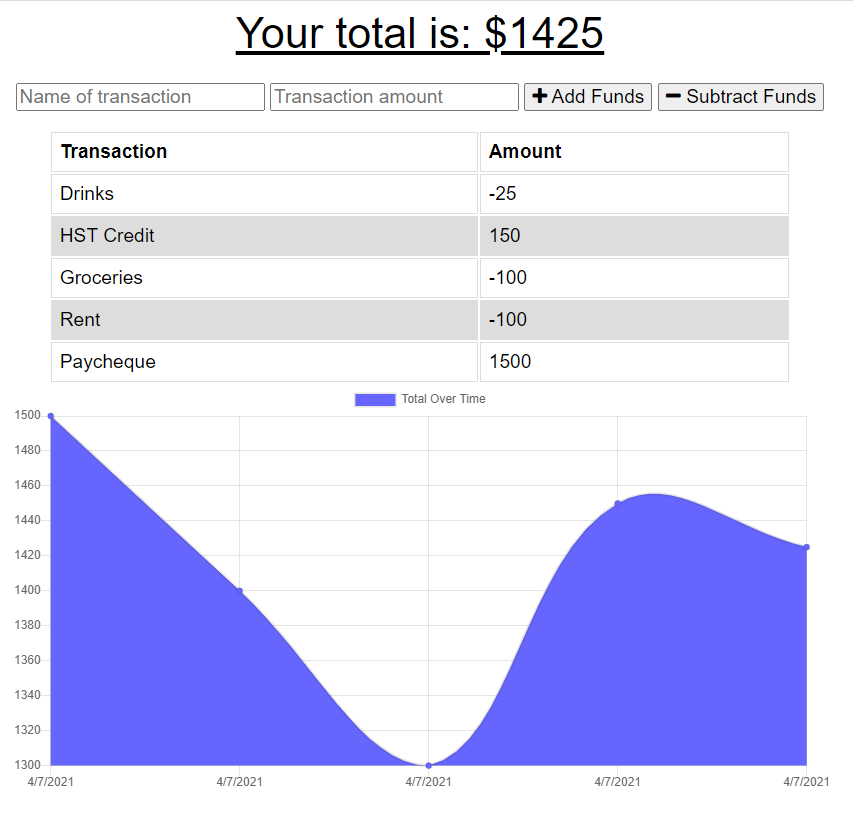 Your total is: $1425
Name of transaction Transaction amount Add Funds Subtract Funds
Transaction Amount
Drinks -25
HST Credit 150
Groceries -100
Rent -100
Paycheque 1500
Total Over Time
1500
1480
1460
1440
1420
1400
1380
1360
1340
1320
1300
4/7/2021 4/7/2021 4/7/2021 4/7/2021 4/7/2021